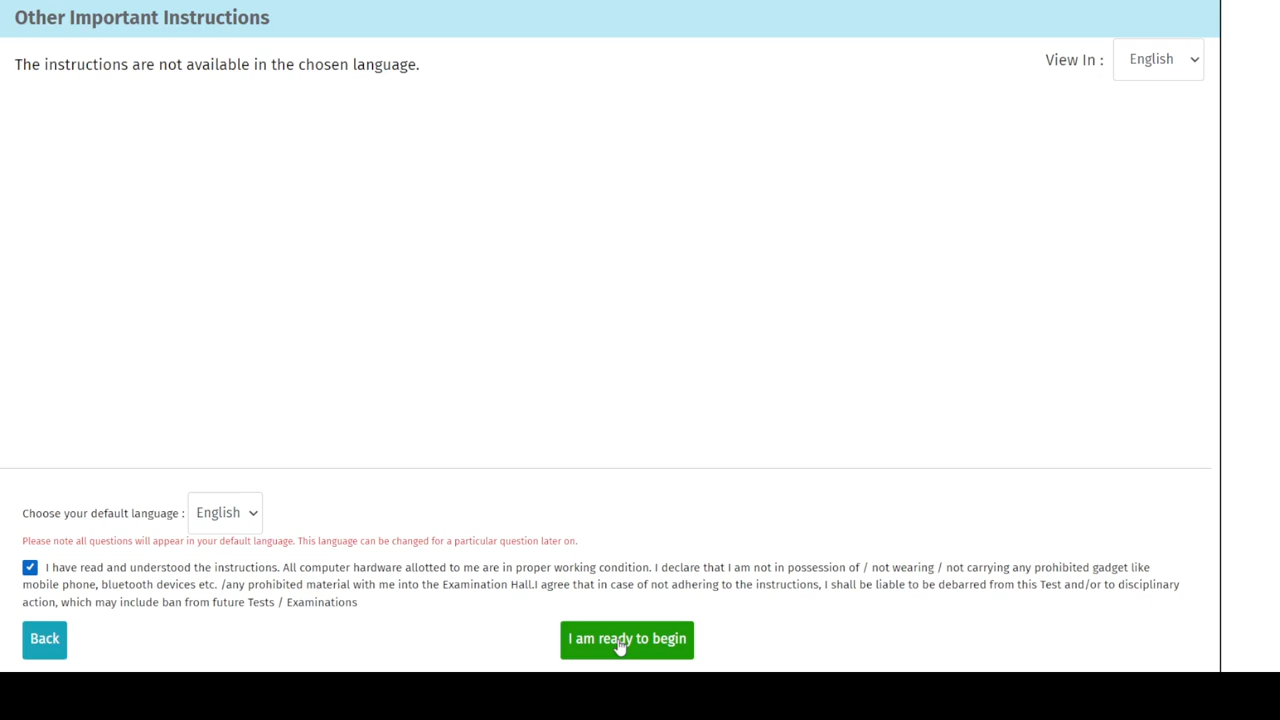 Other Important Instructions
The instructions are not available in the chosen language.
View In : English
Choose your default language : English
Please note all questions will appear in your default language. This language can be changed for a particular question later on.
I have read and understood the instructions. All computer hardware allotted to me are in proper working condition. I declare that I am not in possession of / not wearing / not carrying any prohibited gadget like
mobile phone, bluetooth devices etc. /any prohibited material with me into the Examination Hall.I agree that in case of not adhering to the instructions, I shall be liable to be debarred from this Test and/or to disciplinary
action, which may include ban from future Tests / Examinations
Back
I am ready to begin